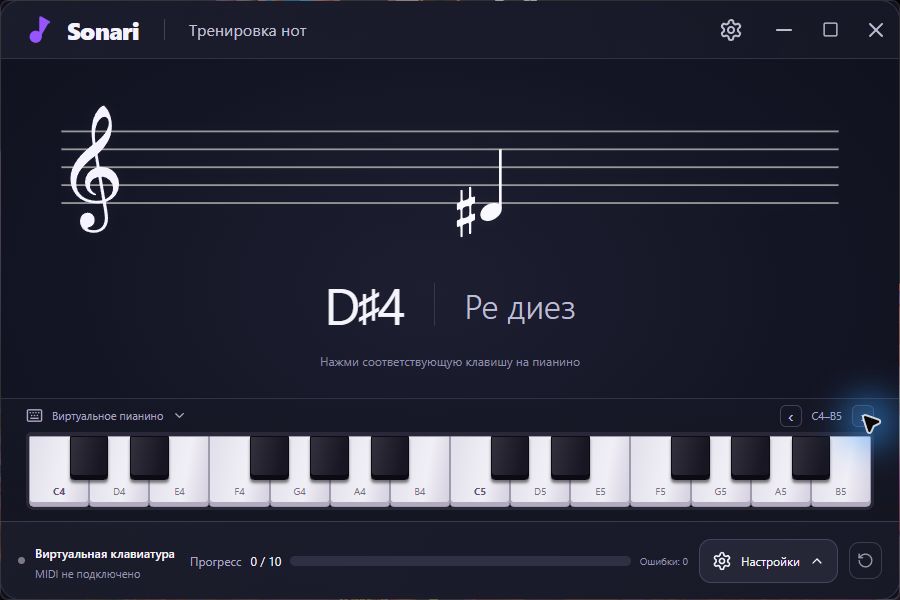 Sonari
Тренировка нот
D♯4
Ре диез
Нажми соответствующую клавишу на пианино
Виртуальное пианино
C4–B5
C4 D4 E4 F4 G4 A4 B4 C5 D5 E5 F5 G5 A5 B5
Виртуальная клавиатура
MIDI не подключено
Прогресс 0 / 10
Ошибки: 0
Настройки